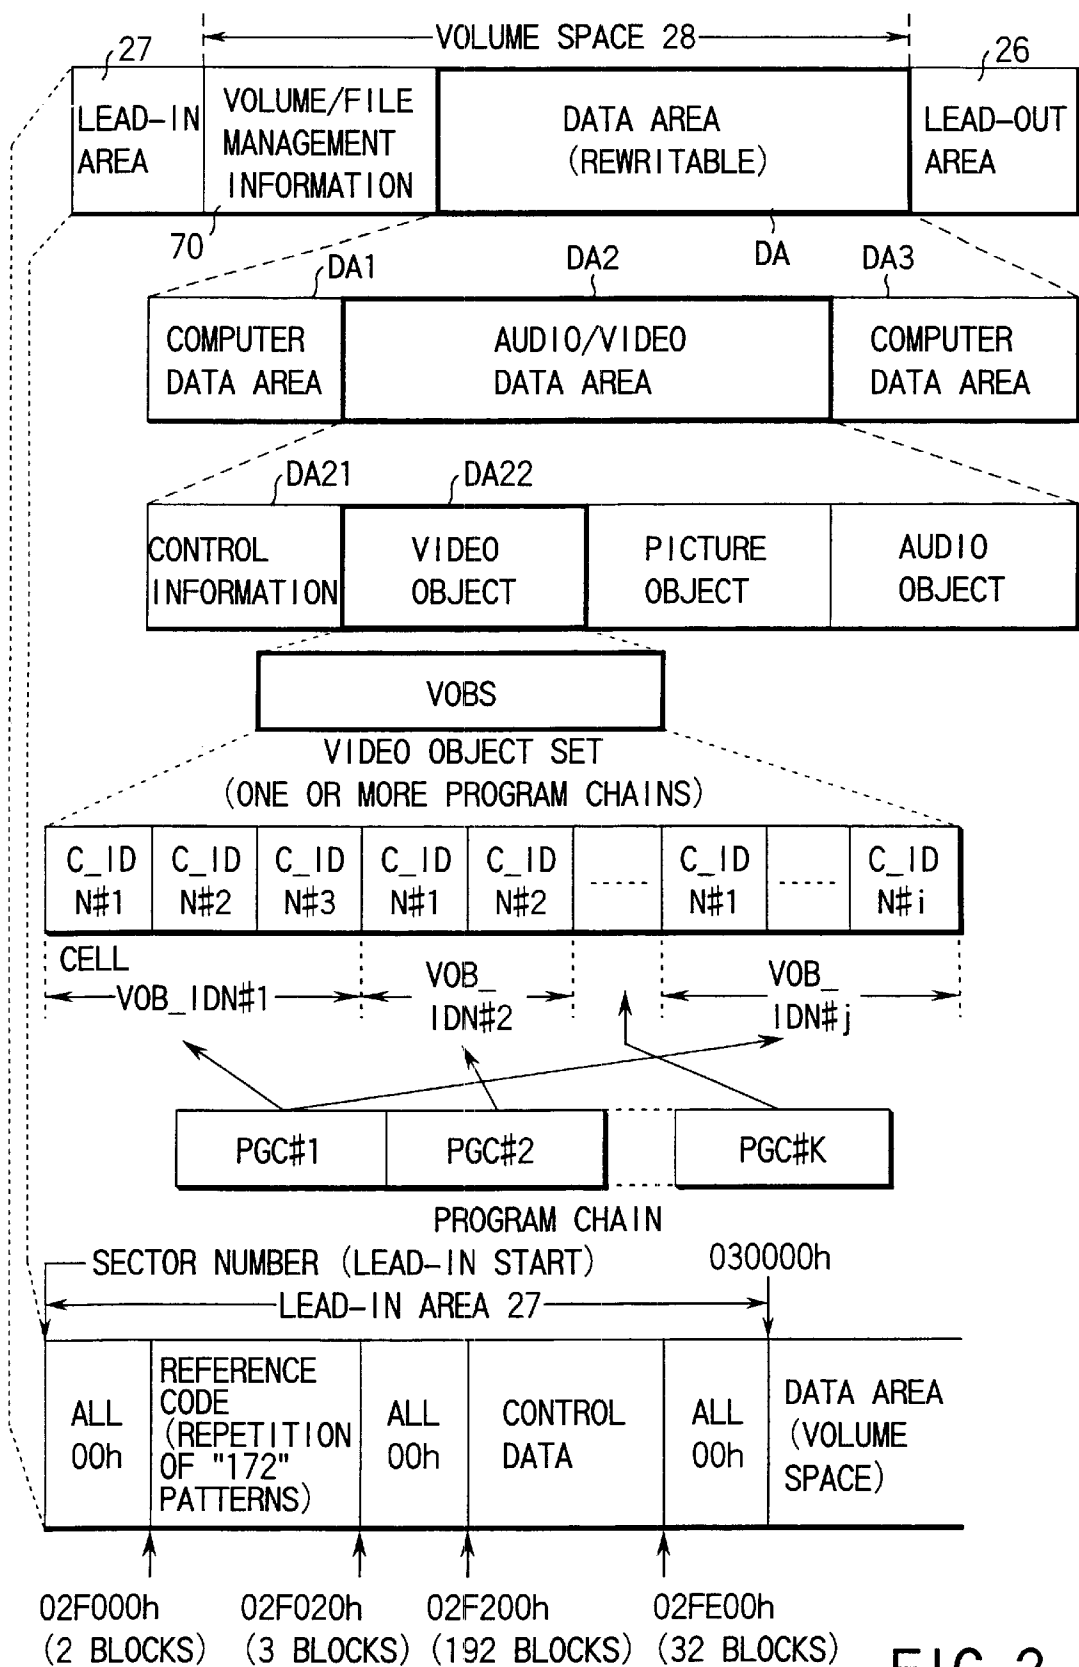 VOLUME SPACE 28
27
26
LEAD-IN
AREA
VOLUME/FILE
MANAGEMENT
INFORMATION
DATA AREA
(REWRITABLE)
LEAD-OUT
AREA
70
DA
DA1
DA2
DA3
COMPUTER
DATA AREA
AUDIO/VIDEO
DATA AREA
COMPUTER
DATA AREA
DA21
DA22
CONTROL
INFORMATION
VIDEO
OBJECT
PICTURE
OBJECT
AUDIO
OBJECT
VOBS
VIDEO OBJECT SET
(ONE OR MORE PROGRAM CHAINS)
C_ID
N#1
C_ID
N#2
C_ID
N#3
C_ID
N#1
C_ID
N#2
C_ID
N#1
C_ID
N#i
CELL
VOB_IDN#1
VOB_
IDN#2
VOB_
IDN#j
PGC#1
PGC#2
PGC#K
PROGRAM CHAIN
SECTOR NUMBER (LEAD-IN START)
030000h
LEAD-IN AREA 27
ALL
00h
REFERENCE
CODE
(REPETITION
OF "172"
PATTERNS)
ALL
00h
CONTROL
DATA
ALL
00h
DATA AREA
(VOLUME
SPACE)
02F000h
(2 BLOCKS)
02F020h
(3 BLOCKS)
02F200h
(192 BLOCKS)
02FE00h
(32 BLOCKS)
FIG.2